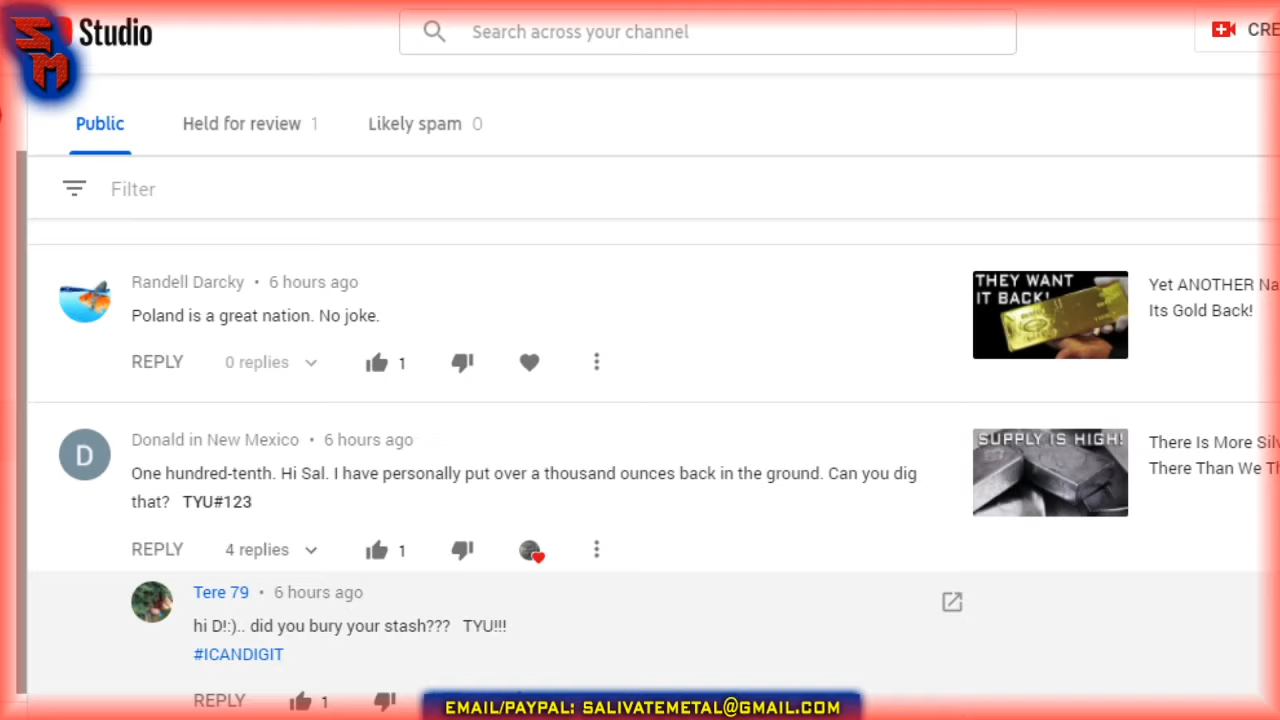 SM
Studio
Search across your channel
CRE
Public
Held for review 1
Likely spam 0
Filter
Randell Darcky • 6 hours ago
Poland is a great nation. No joke.
REPLY 0 replies 1
THEY WANT
IT BACK!
Yet ANOTHER Na
Its Gold Back!
D
Donald in New Mexico • 6 hours ago
One hundred-tenth. Hi Sal. I have personally put over a thousand ounces back in the ground. Can you dig
that? TYU#123
REPLY 4 replies 1
SUPPLY IS HIGH!
There Is More Silv
There Than We Th
Tere 79 • 6 hours ago
hi D!:).. did you bury your stash??? TYU!!!
#ICANDIGIT
REPLY 1
EMAIL/PAYPAL: SALIVATEMETAL@GMAIL.COM